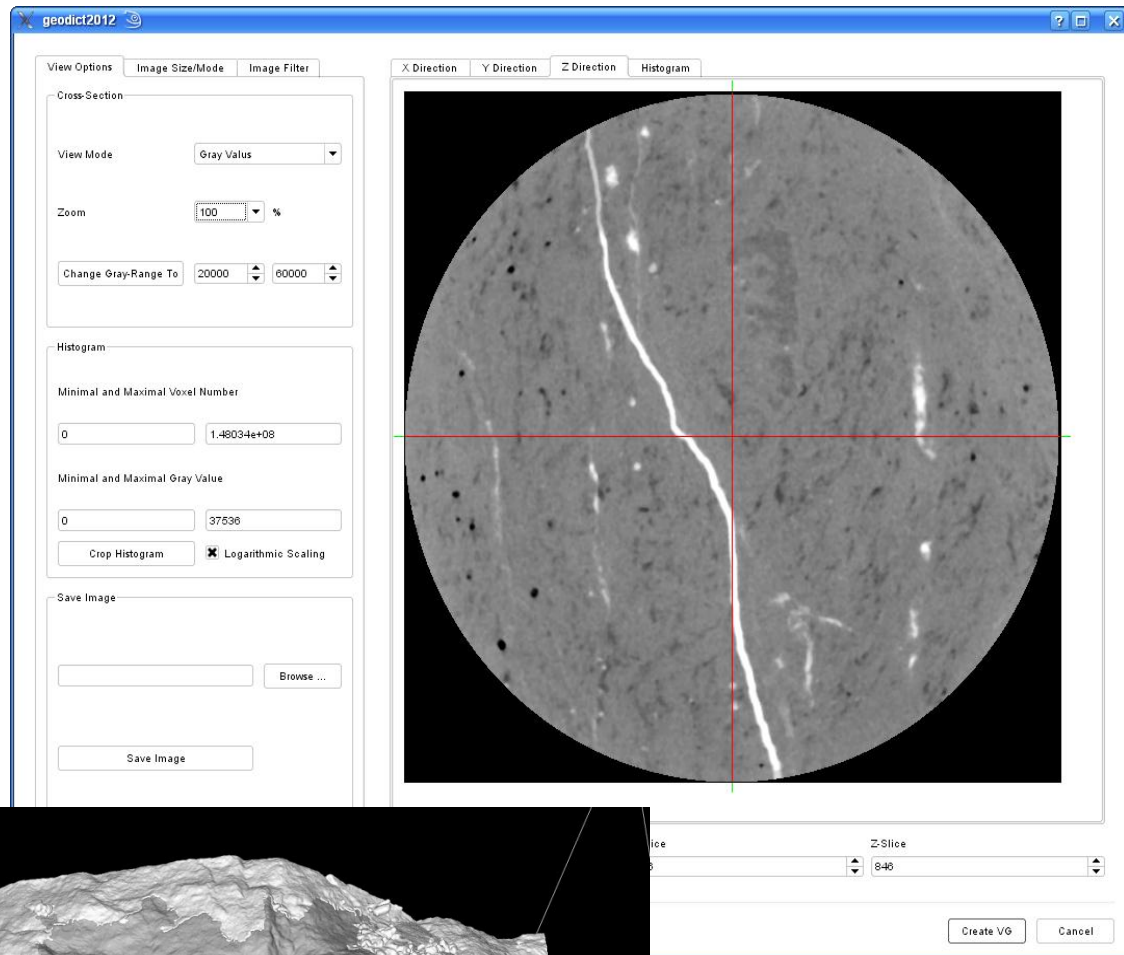 geodict2012
View Options Image Size/Mode Image Filter
X Direction Y Direction Z Direction Histogram
Cross-Section
View Mode Gray Valus
Zoom 100 %
Change Gray-Range To 20000 60000
Histogram
Minimal and Maximal Voxel Number
0 1.48034e+08
Minimal and Maximal Gray Value
0 37536
Crop Histogram Logarithmic Scaling
Save Image
Browse ...
Save Image
Z-Slice
846
Create VG Cancel